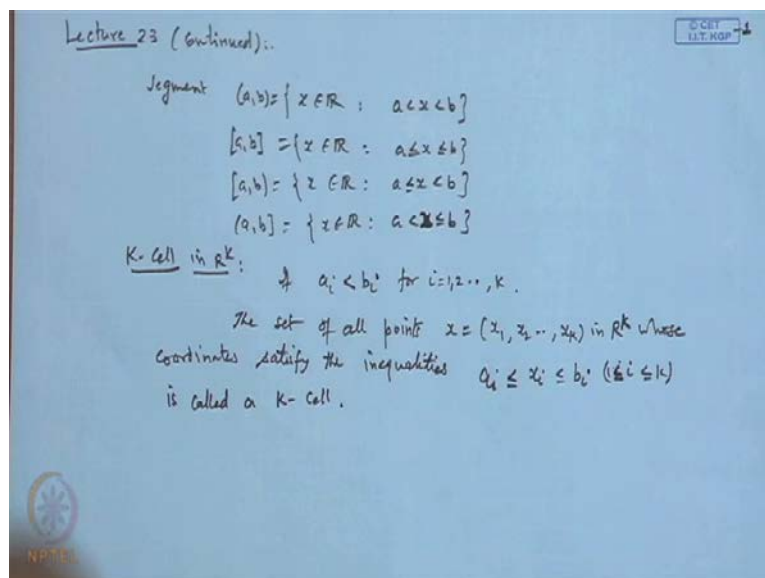 Lecture 23 (Continued):.
© CET
I.I.T. KGP
-1
Segment (a,b)= { x ∈ R : a < x < b }
[a,b] = { x ∈ R : a ≤ x ≤ b }
[a,b) = { x ∈ R : a ≤ x < b }
(a,b] = { x ∈ R : a < x ≤ b }
K- Cell in R^k :
If a_i < b_i for i=1,2..,k.
The set of all points x = (x_1, x_2 .., x_k) in R^k whose
coordinates satisfy the inequalities a_i ≤ x_i ≤ b_i (1≤ i ≤ k)
is called a K- Cell.
NPTEL